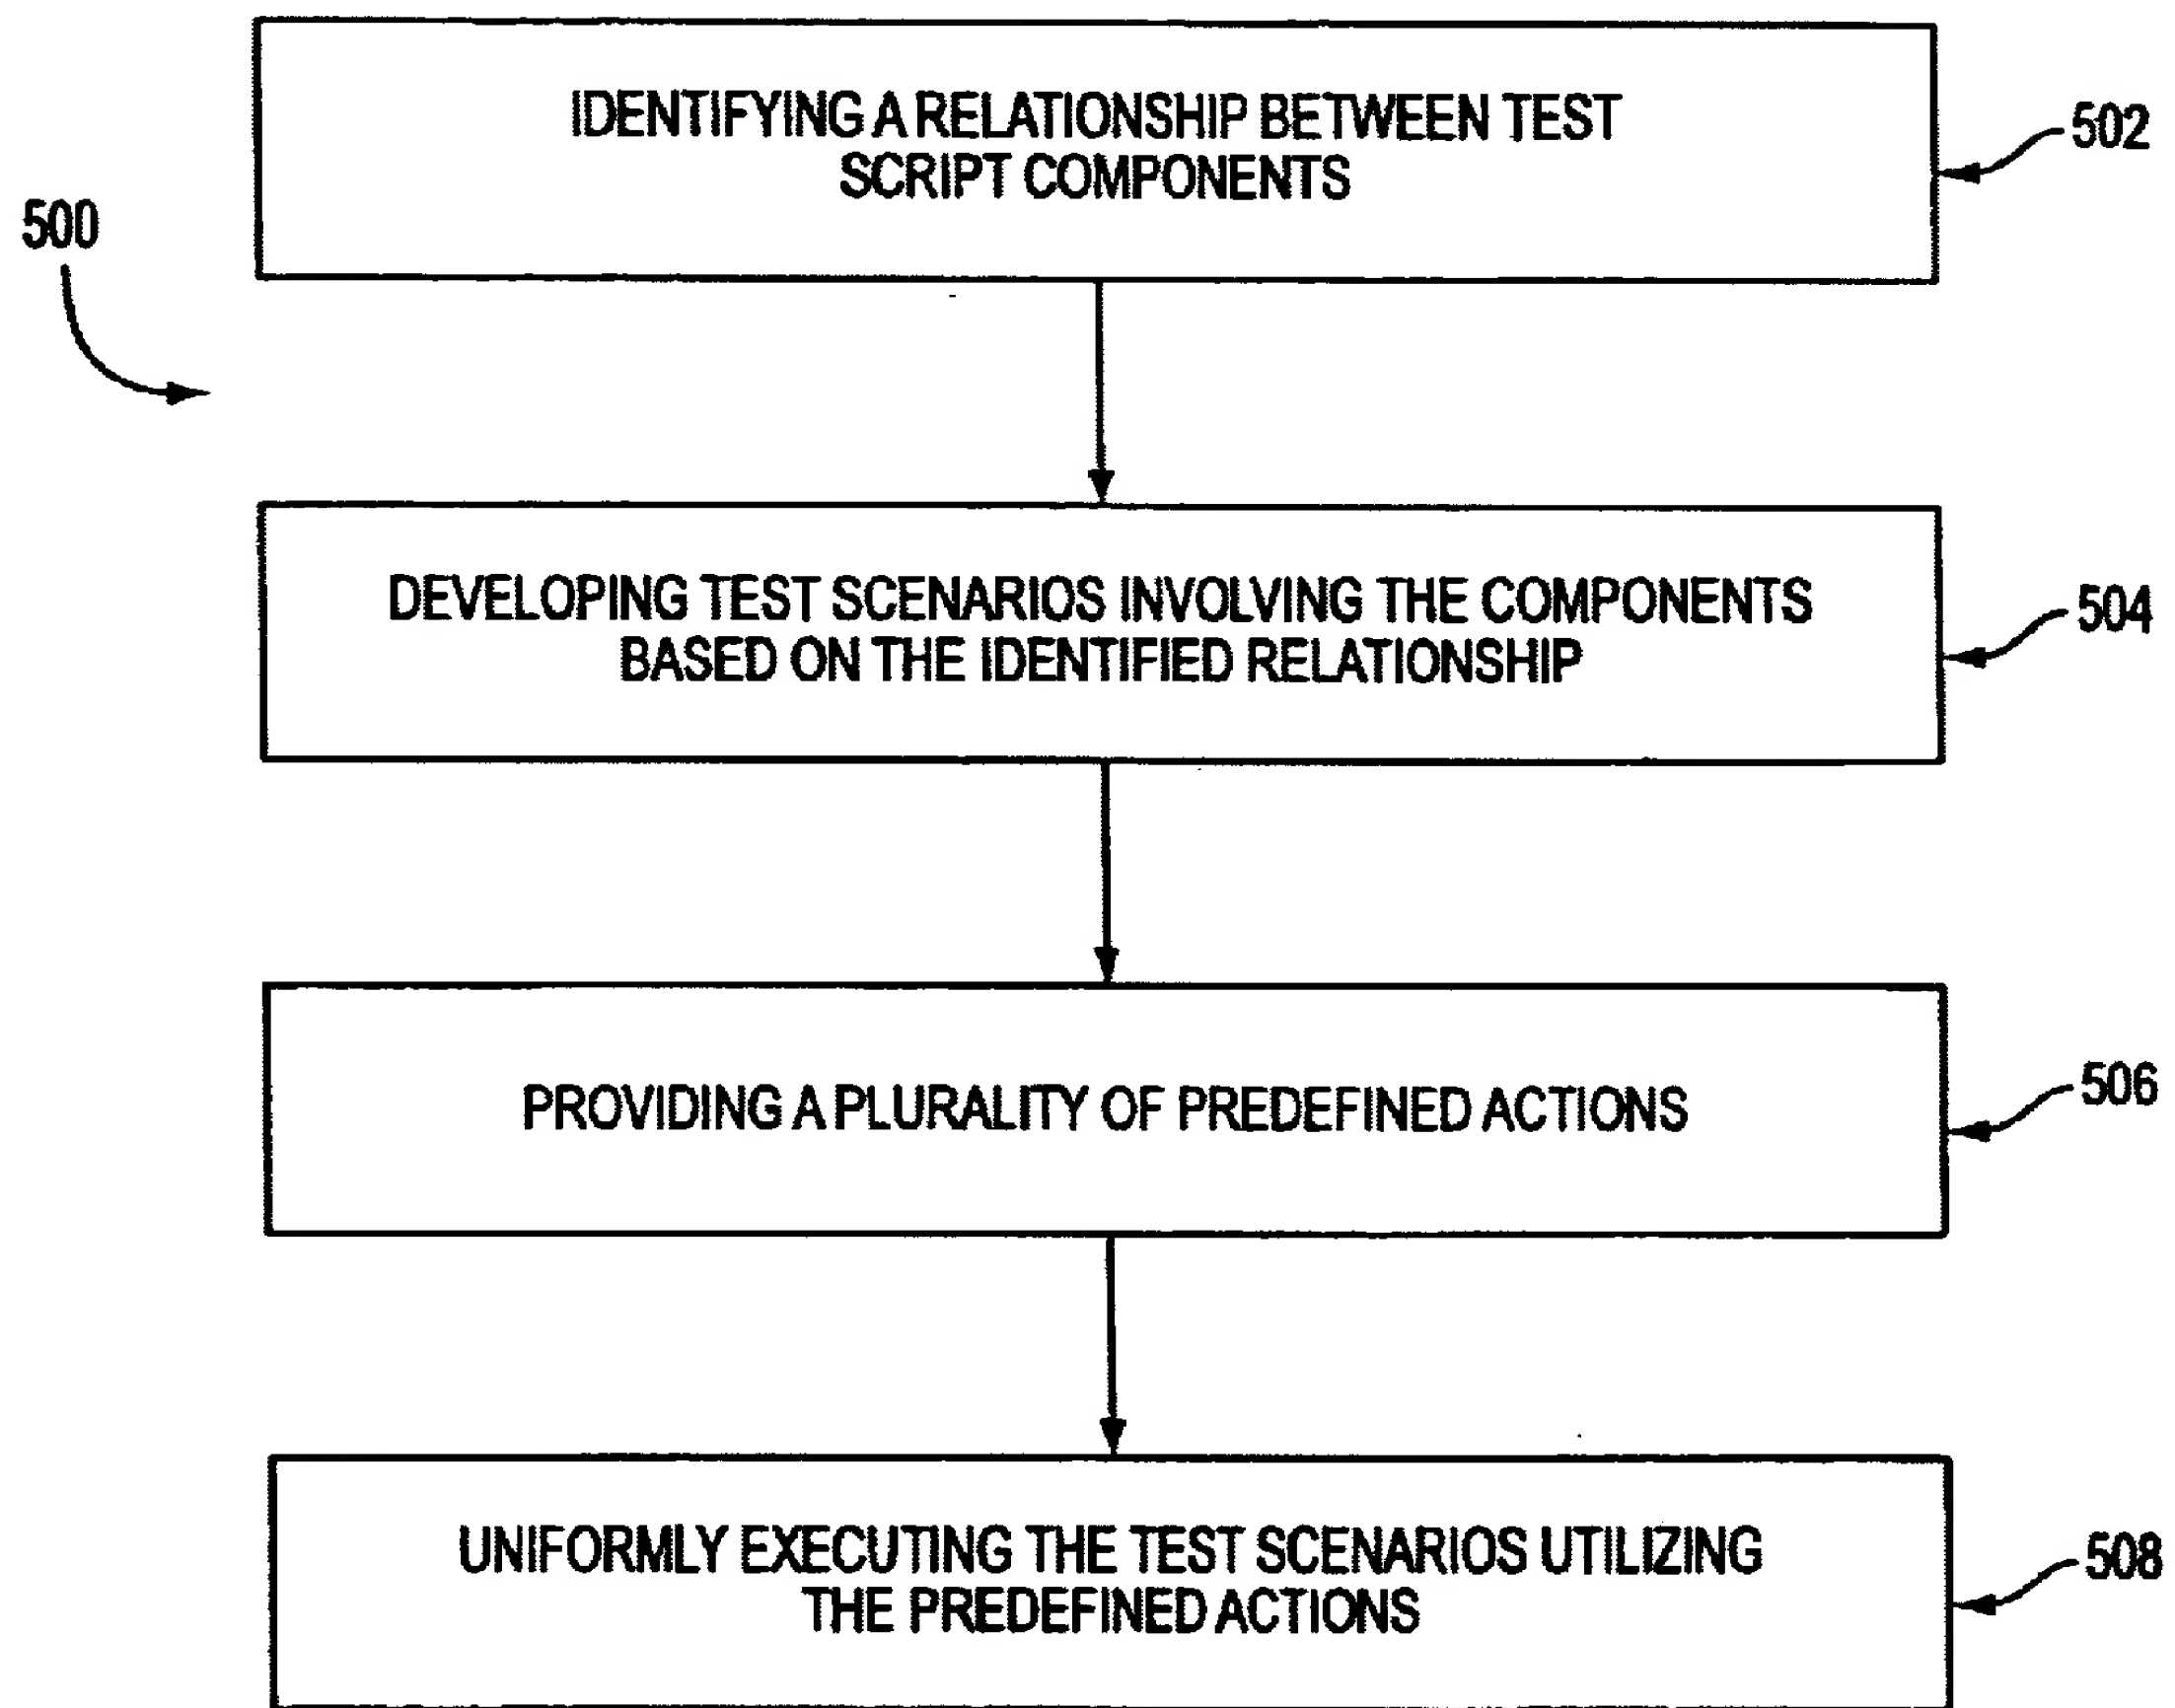 IDENTIFYING A RELATIONSHIP BETWEEN TEST
SCRIPT COMPONENTS
502
500
DEVELOPING TEST SCENARIOS INVOLVING THE COMPONENTS
BASED ON THE IDENTIFIED RELATIONSHIP
504
PROVIDING A PLURALITY OF PREDEFINED ACTIONS
506
UNIFORMLY EXECUTING THE TEST SCENARIOS UTILIZING
THE PREDEFINED ACTIONS
508